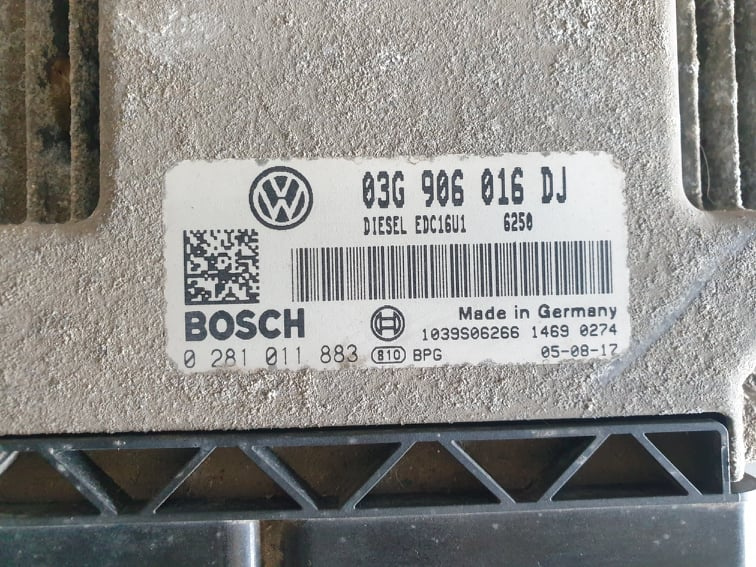 03G 906 016 DJ
DIESEL EDC16U1 6250
BOSCH
Made in Germany
1039S06266 1469 0274
0 281 011 883 810 BPG 05-08-17